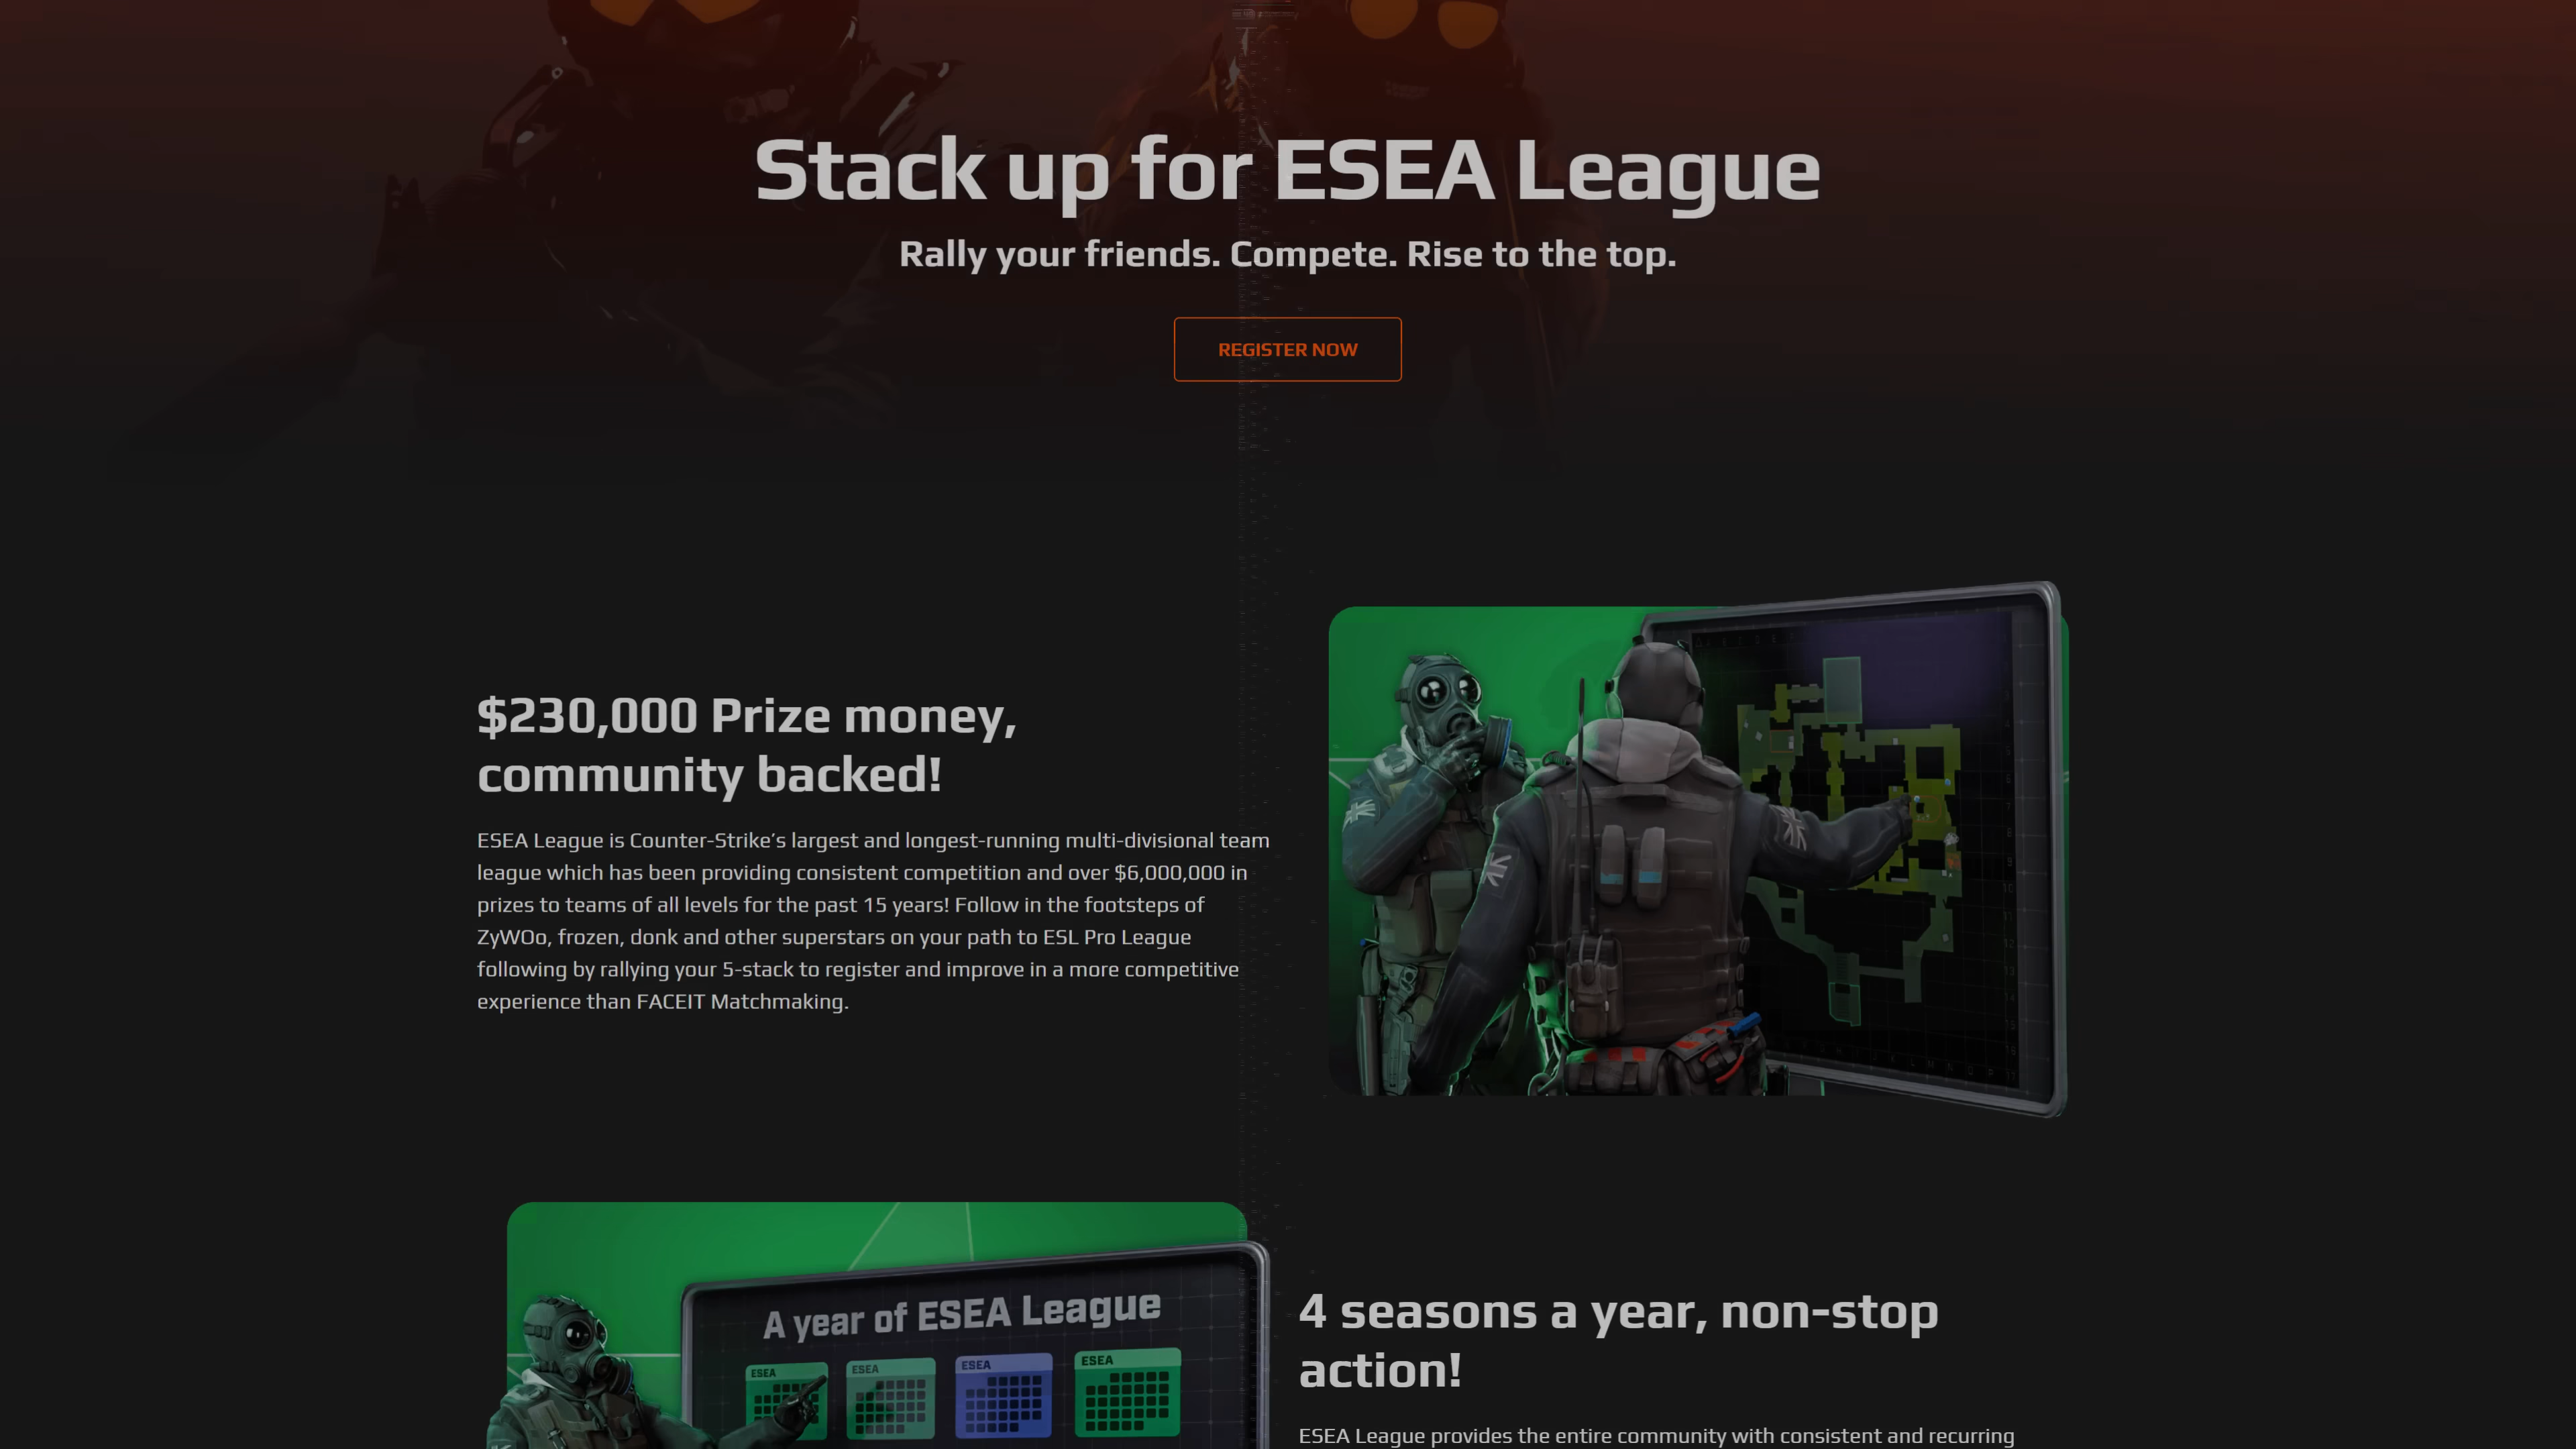 Stack up for ESEA League
Rally your friends. Compete. Rise to the top.
REGISTER NOW
$230,000 Prize money,
community backed!
ESEA League is Counter-Strike’s largest and longest-running multi-divisional team
league which has been providing consistent competition and over $6,000,000 in
prizes to teams of all levels for the past 15 years! Follow in the footsteps of
ZyWOo, frozen, donk and other superstars on your path to ESL Pro League
following by rallying your 5-stack to register and improve in a more competitive
experience than FACEIT Matchmaking.
A year of ESEA League
ESEA
ESEA
ESEA
ESEA
4 seasons a year, non-stop
action!
ESEA League provides the entire community with consistent and recurring